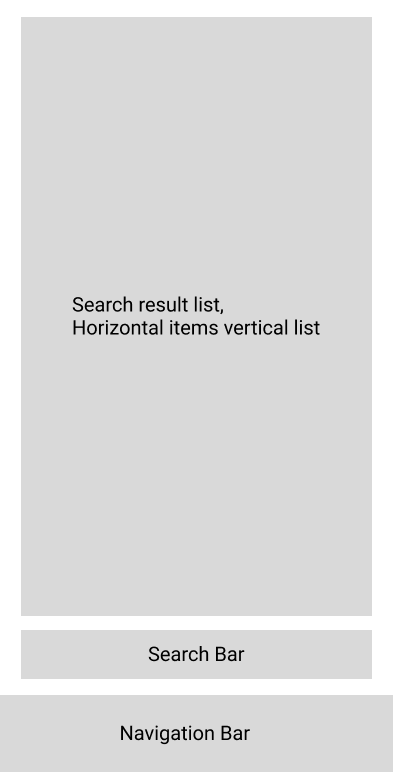 Search result list,
Horizontal items vertical list
Search Bar
Navigation Bar